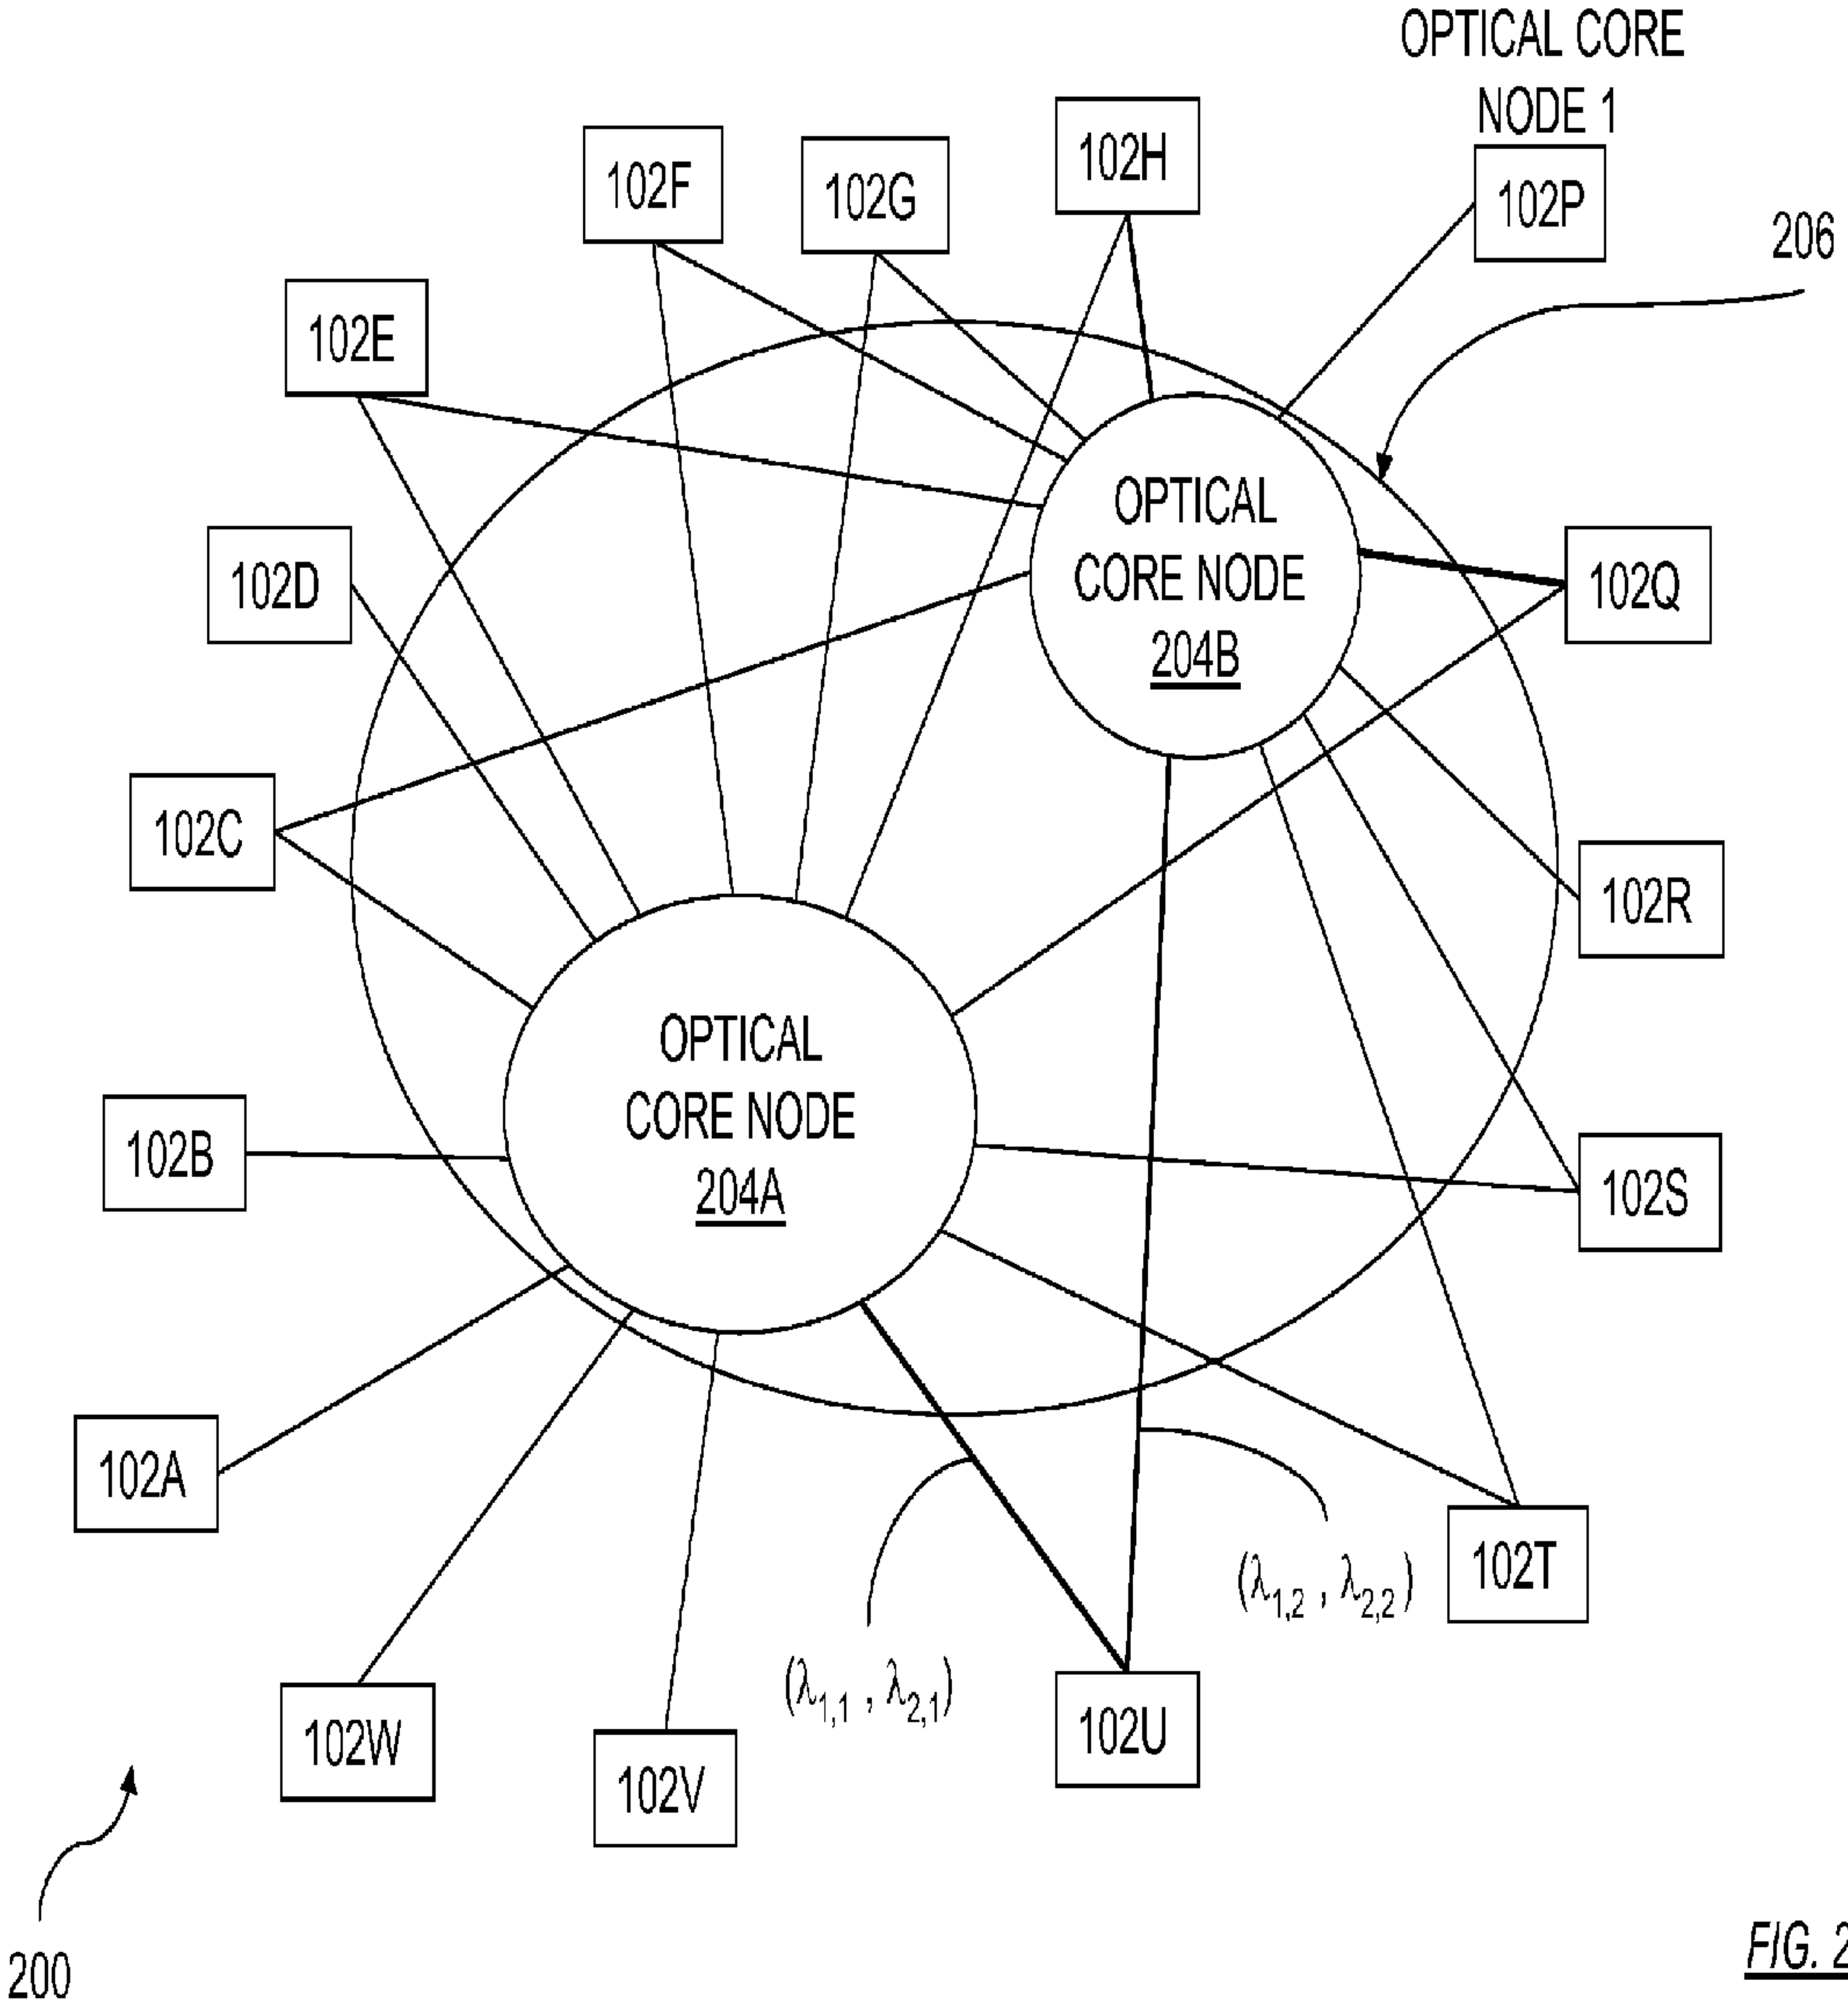 OPTICAL CORE
NODE 1
102F
102G
102H
102P
206
102E
OPTICAL
CORE NODE
204B
102D
102Q
102C
102R
OPTICAL
CORE NODE
204A
102B
102S
102A
102T
(λ1,2 , λ2,2)
(λ1,1 , λ2,1)
102U
102W
102V
200
FIG. 2